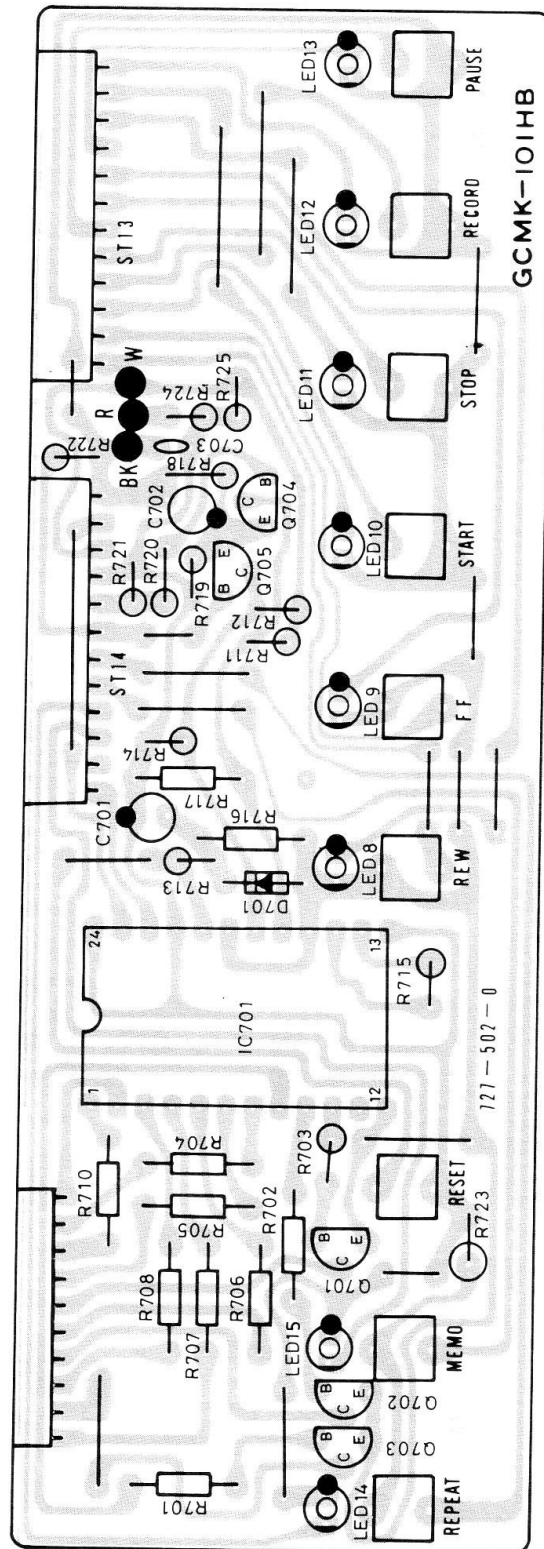 LED13
PAUSE
LED12
RECORD
GCMK-101HB
ST13
W
R
BK
R725
R724
R722
C703
R718
C702
Q704
B
C
E
LED11
STOP
R721
R720
R719
Q705
E
C
B
R712
R711
LED10
START
ST14
R714
R717
C701
R716
R713
D701
LED9
FF
LED8
REW
24
13
IC701
1
12
R715
727-502-0
R710
R704
R705
R703
RESET
R702
R723
R708
R707
R706
B
C
E
Q701
LED15
MEMO
B
C
E
Q702
B
C
E
Q703
R701
LED14
REPEAT